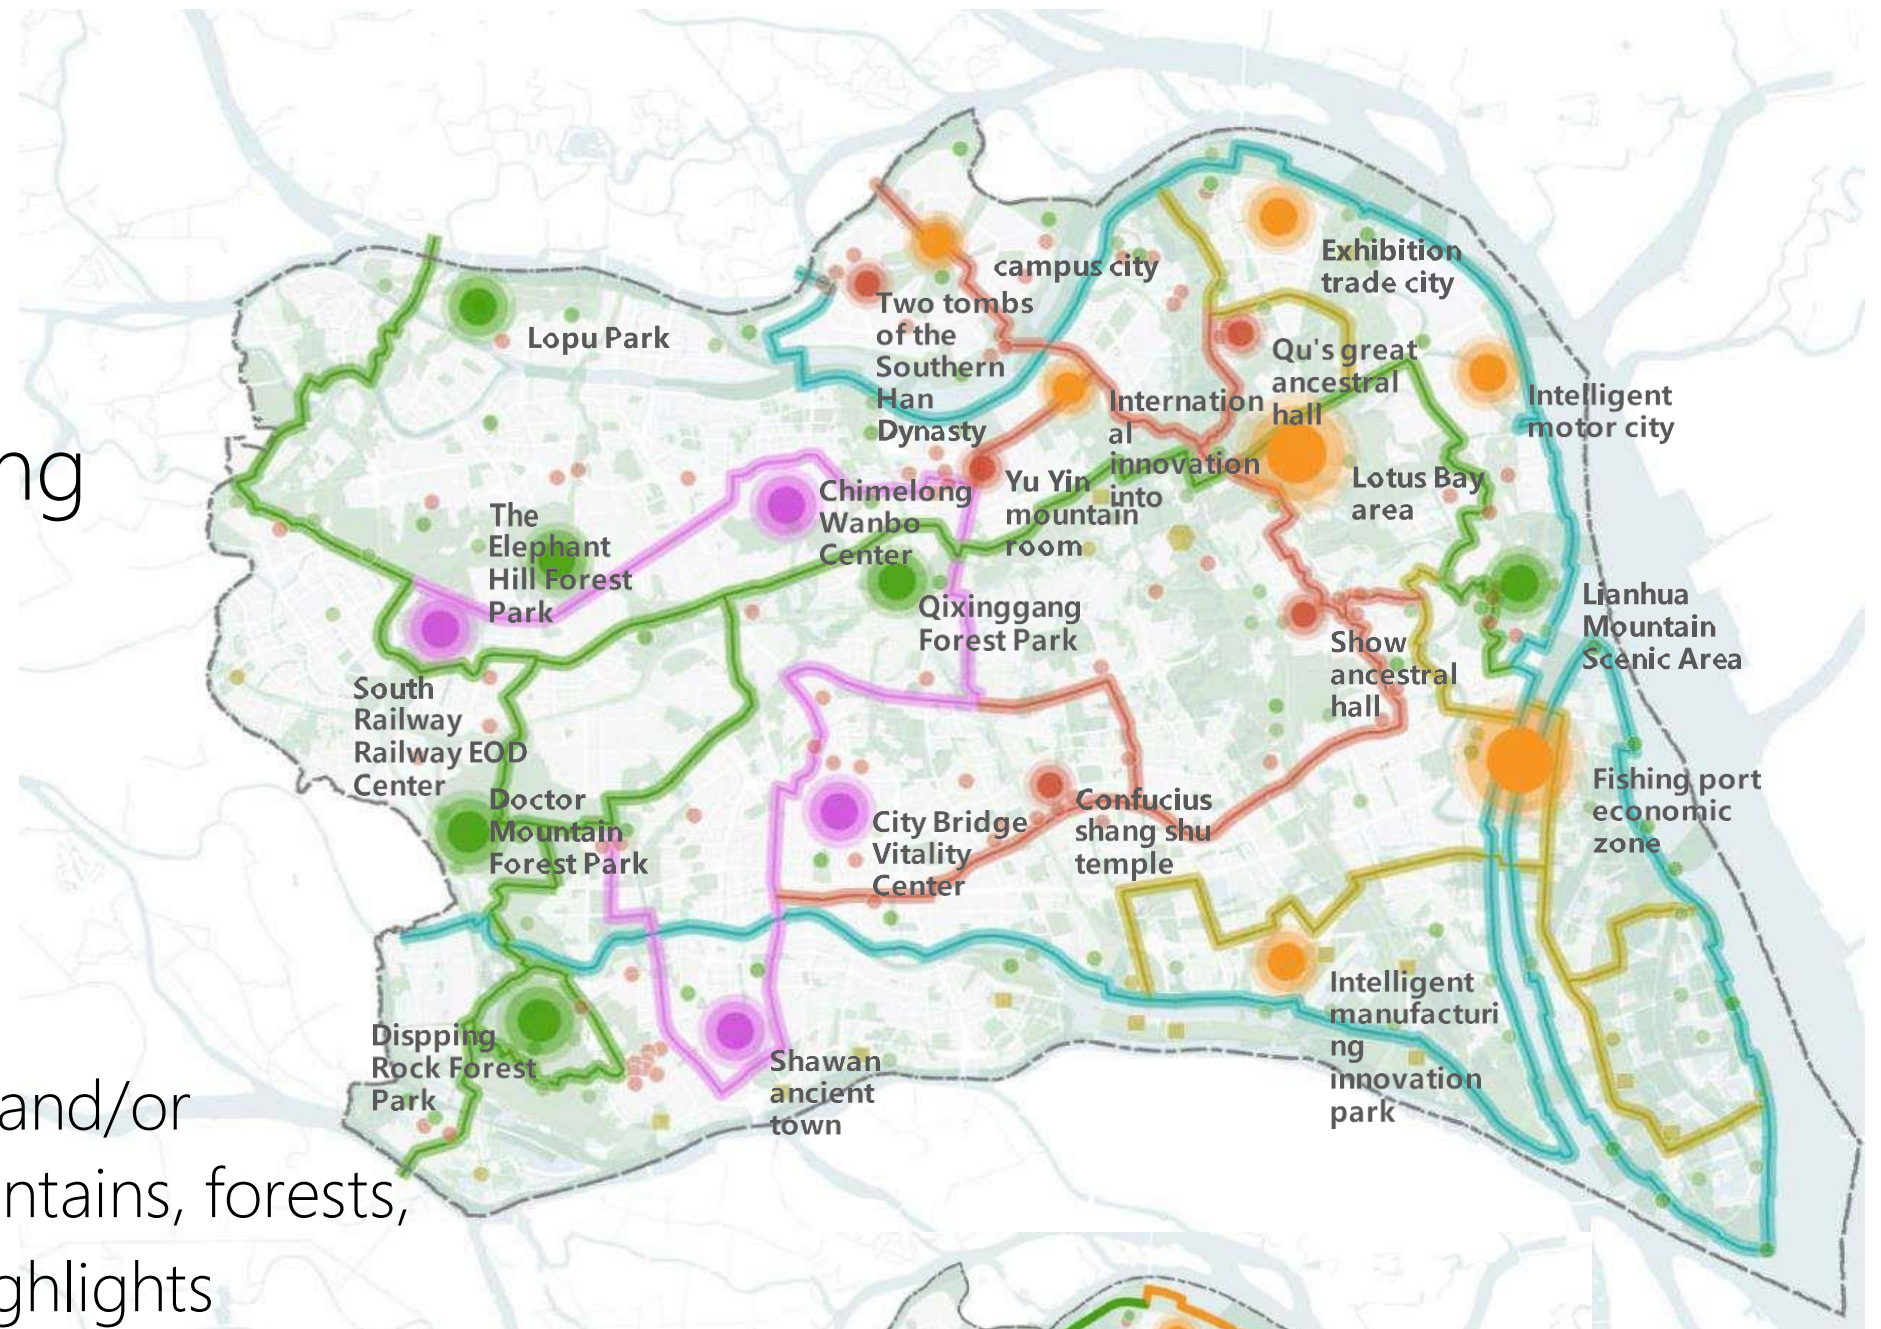 campus city
Exhibition
trade city
Two tombs
of the
Southern
Han
Dynasty
Lopu Park
Qu's great
ancestral
hall
Intelligent
motor city
Internation
al
innovation
into
ng
Lotus Bay
area
Yu Yin
mountain
room
Chimelong
Wanbo
Center
The
Elephant
Hill Forest
Park
Qixinggang
Forest Park
Lianhua
Mountain
Scenic Area
Show
ancestral
hall
South
Railway
Railway EOD
Center
Fishing port
economic
zone
Doctor
Mountain
Forest Park
City Bridge
Vitality
Center
Confucius
shang shu
temple
Intelligent
manufacturi
ng
innovation
park
Dispping
Rock Forest
Park
Shawan
ancient
town
and/or
ntains, forests,
ghlights